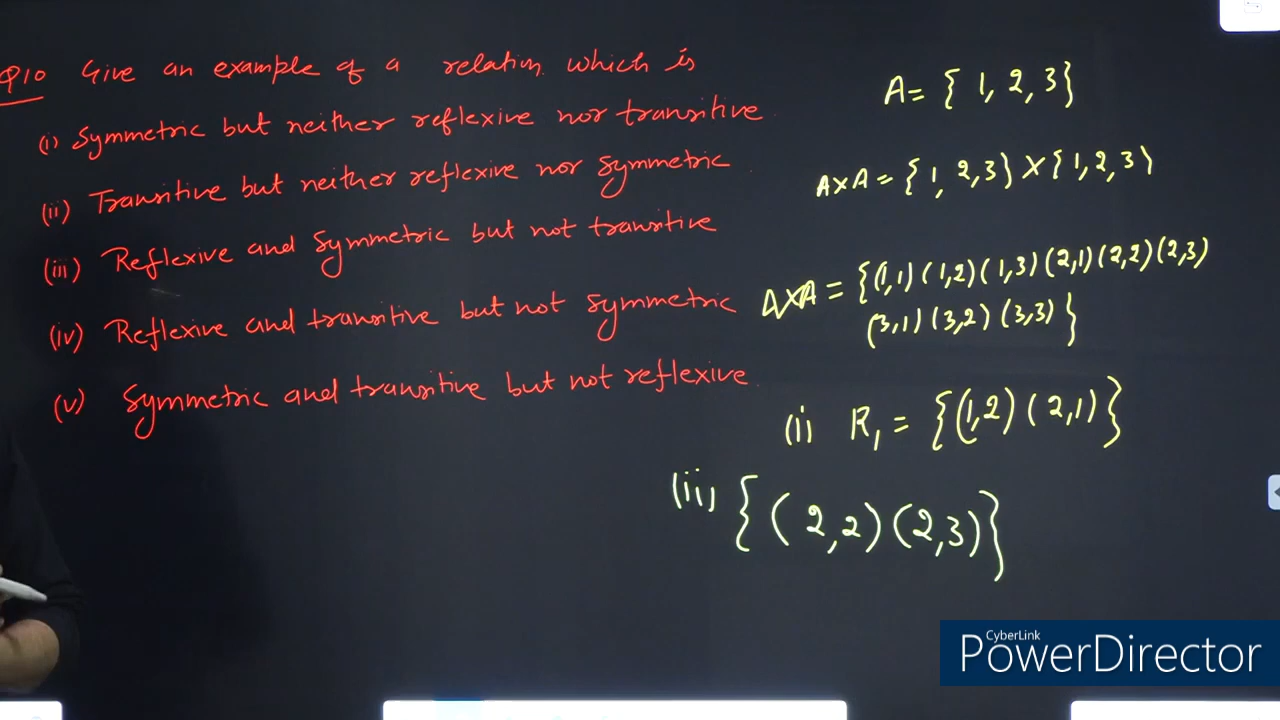 Q10 Give an example of a relation which is
(i) Symmetric but neither reflexive nor transitive
(ii) Transitive but neither reflexive nor symmetric
(iii) Reflexive and symmetric but not transitive
(iv) Reflexive and transitive but not symmetric
(v) Symmetric and transitive but not reflexive.
A = { 1, 2, 3}
A×A = { 1, 2,3} × { 1, 2, 3}
A×A = {(1,1) (1,2) (1,3) (2,1) (2,2) (2,3)
(3,1) (3,2) (3,3) }
(i) R₁ = {(1,2) (2,1)}
(ii) { (2,2) (2,3)}
CyberLink
PowerDirector